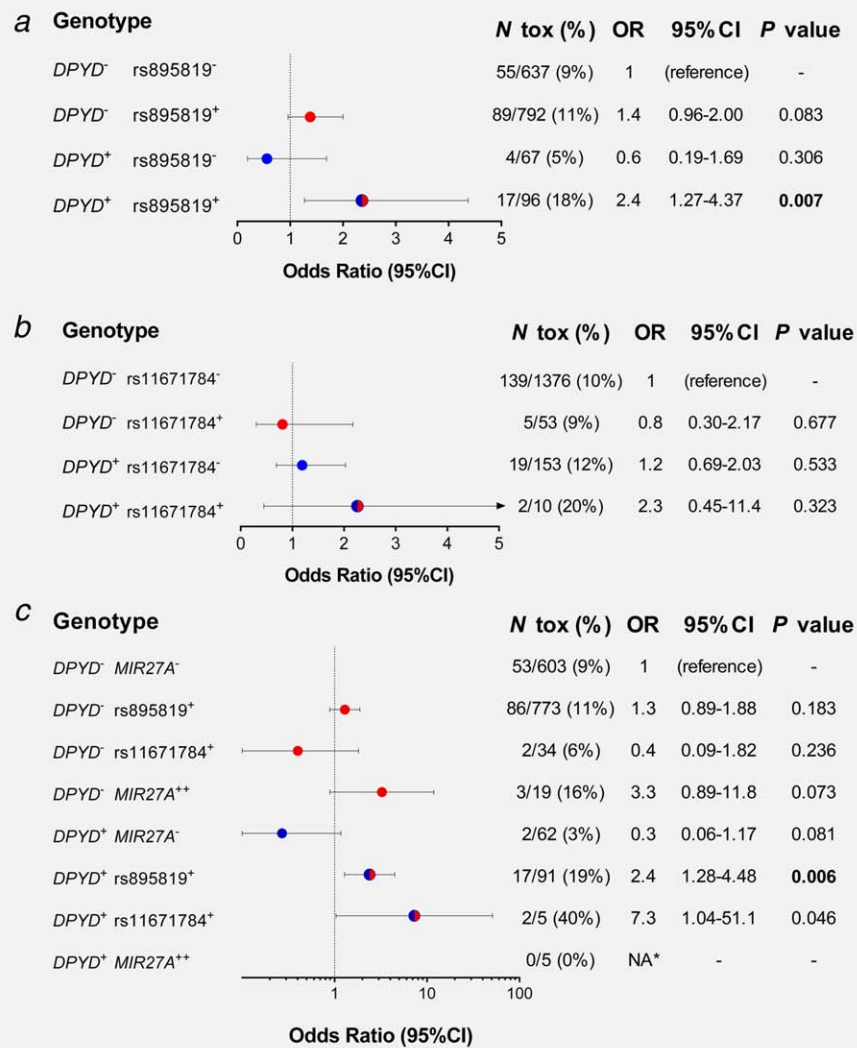 a Genotype N tox (%) OR 95% CI P value
DPYD⁻ rs895819⁻ 55/637 (9%) 1 (reference) -
DPYD⁻ rs895819⁺ 89/792 (11%) 1.4 0.96-2.00 0.083
DPYD⁺ rs895819⁻ 4/67 (5%) 0.6 0.19-1.69 0.306
DPYD⁺ rs895819⁺ 17/96 (18%) 2.4 1.27-4.37 0.007
0 1 2 3 4 5
Odds Ratio (95%CI)
b Genotype N tox (%) OR 95% CI P value
DPYD⁻ rs11671784⁻ 139/1376 (10%) 1 (reference) -
DPYD⁻ rs11671784⁺ 5/53 (9%) 0.8 0.30-2.17 0.677
DPYD⁺ rs11671784⁻ 19/153 (12%) 1.2 0.69-2.03 0.533
DPYD⁺ rs11671784⁺ 2/10 (20%) 2.3 0.45-11.4 0.323
0 1 2 3 4 5
Odds Ratio (95%CI)
c Genotype N tox (%) OR 95% CI P value
DPYD⁻ MIR27A⁻ 53/603 (9%) 1 (reference) -
DPYD⁻ rs895819⁺ 86/773 (11%) 1.3 0.89-1.88 0.183
DPYD⁻ rs11671784⁺ 2/34 (6%) 0.4 0.09-1.82 0.236
DPYD⁻ MIR27A⁺⁺ 3/19 (16%) 3.3 0.89-11.8 0.073
DPYD⁺ MIR27A⁻ 2/62 (3%) 0.3 0.06-1.17 0.081
DPYD⁺ rs895819⁺ 17/91 (19%) 2.4 1.28-4.48 0.006
DPYD⁺ rs11671784⁺ 2/5 (40%) 7.3 1.04-51.1 0.046
DPYD⁺ MIR27A⁺⁺ 0/5 (0%) NA* - -
1 10 100
Odds Ratio (95%CI)